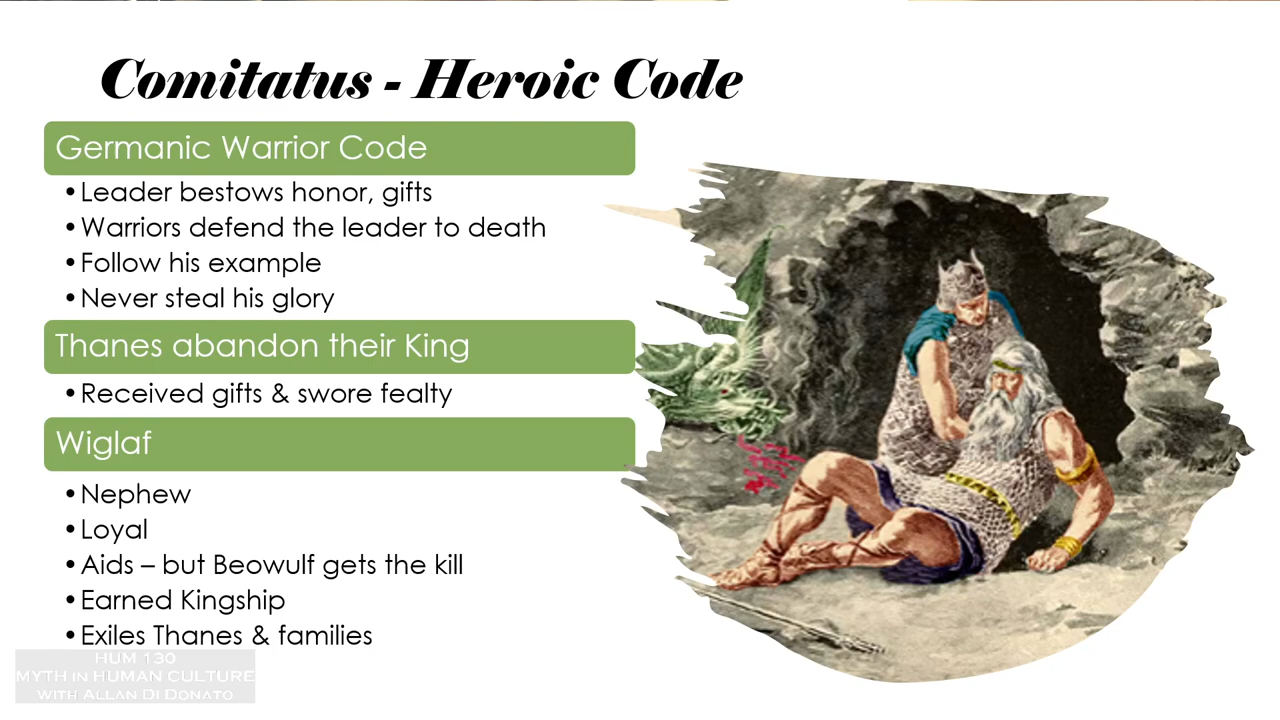 Comitatus - Heroic Code
Germanic Warrior Code
• Leader bestows honor, gifts
• Warriors defend the leader to death
• Follow his example
• Never steal his glory
Thanes abandon their King
• Received gifts & swore fealty
Wiglaf
• Nephew
• Loyal
• Aids – but Beowulf gets the kill
• Earned Kingship
• Exiles Thanes & families
HUM 130
MYTH IN HUMAN CULTURE
WITH ALLAN DI DONATO